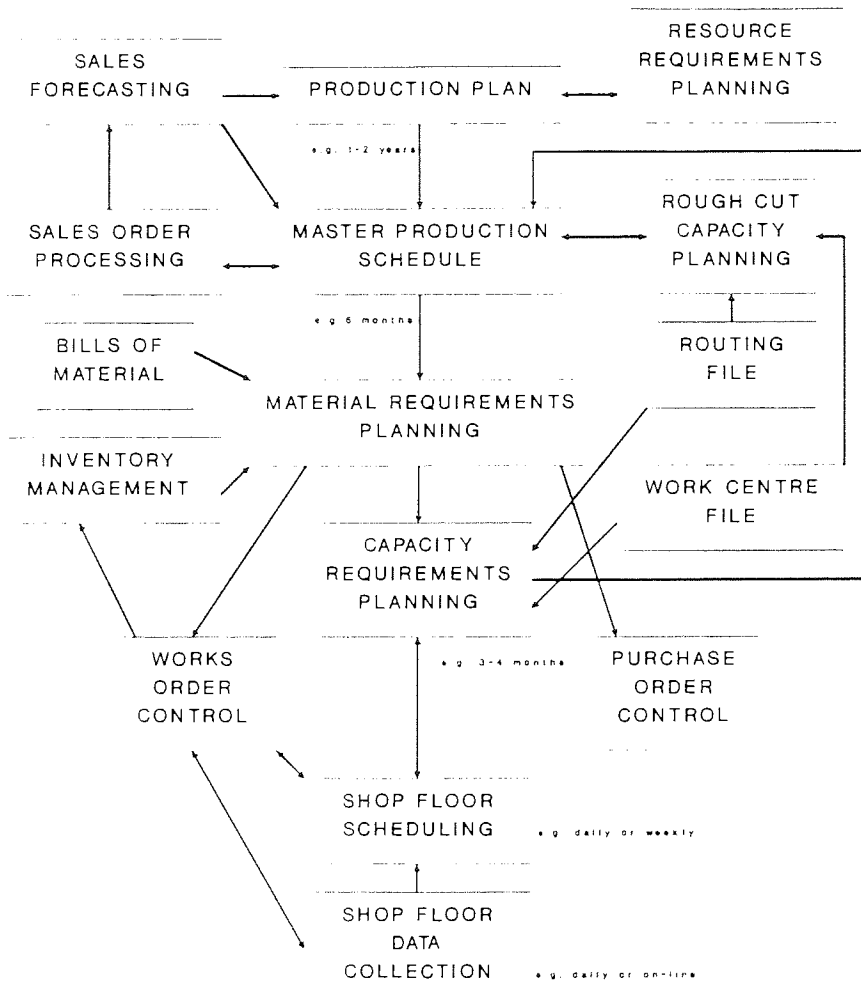 SALES
FORECASTING
PRODUCTION PLAN
RESOURCE
REQUIREMENTS
PLANNING
e.g. 1-2 years
SALES ORDER
PROCESSING
MASTER PRODUCTION
SCHEDULE
ROUGH CUT
CAPACITY
PLANNING
e g 6 months
BILLS OF
MATERIAL
ROUTING
FILE
MATERIAL REQUIREMENTS
PLANNING
INVENTORY
MANAGEMENT
WORK CENTRE
FILE
CAPACITY
REQUIREMENTS
PLANNING
WORKS
ORDER
CONTROL
e g. 3-4 months
PURCHASE
ORDER
CONTROL
SHOP FLOOR
SCHEDULING
e g. daily or weekly
SHOP FLOOR
DATA
COLLECTION
e.g. daily or on-line